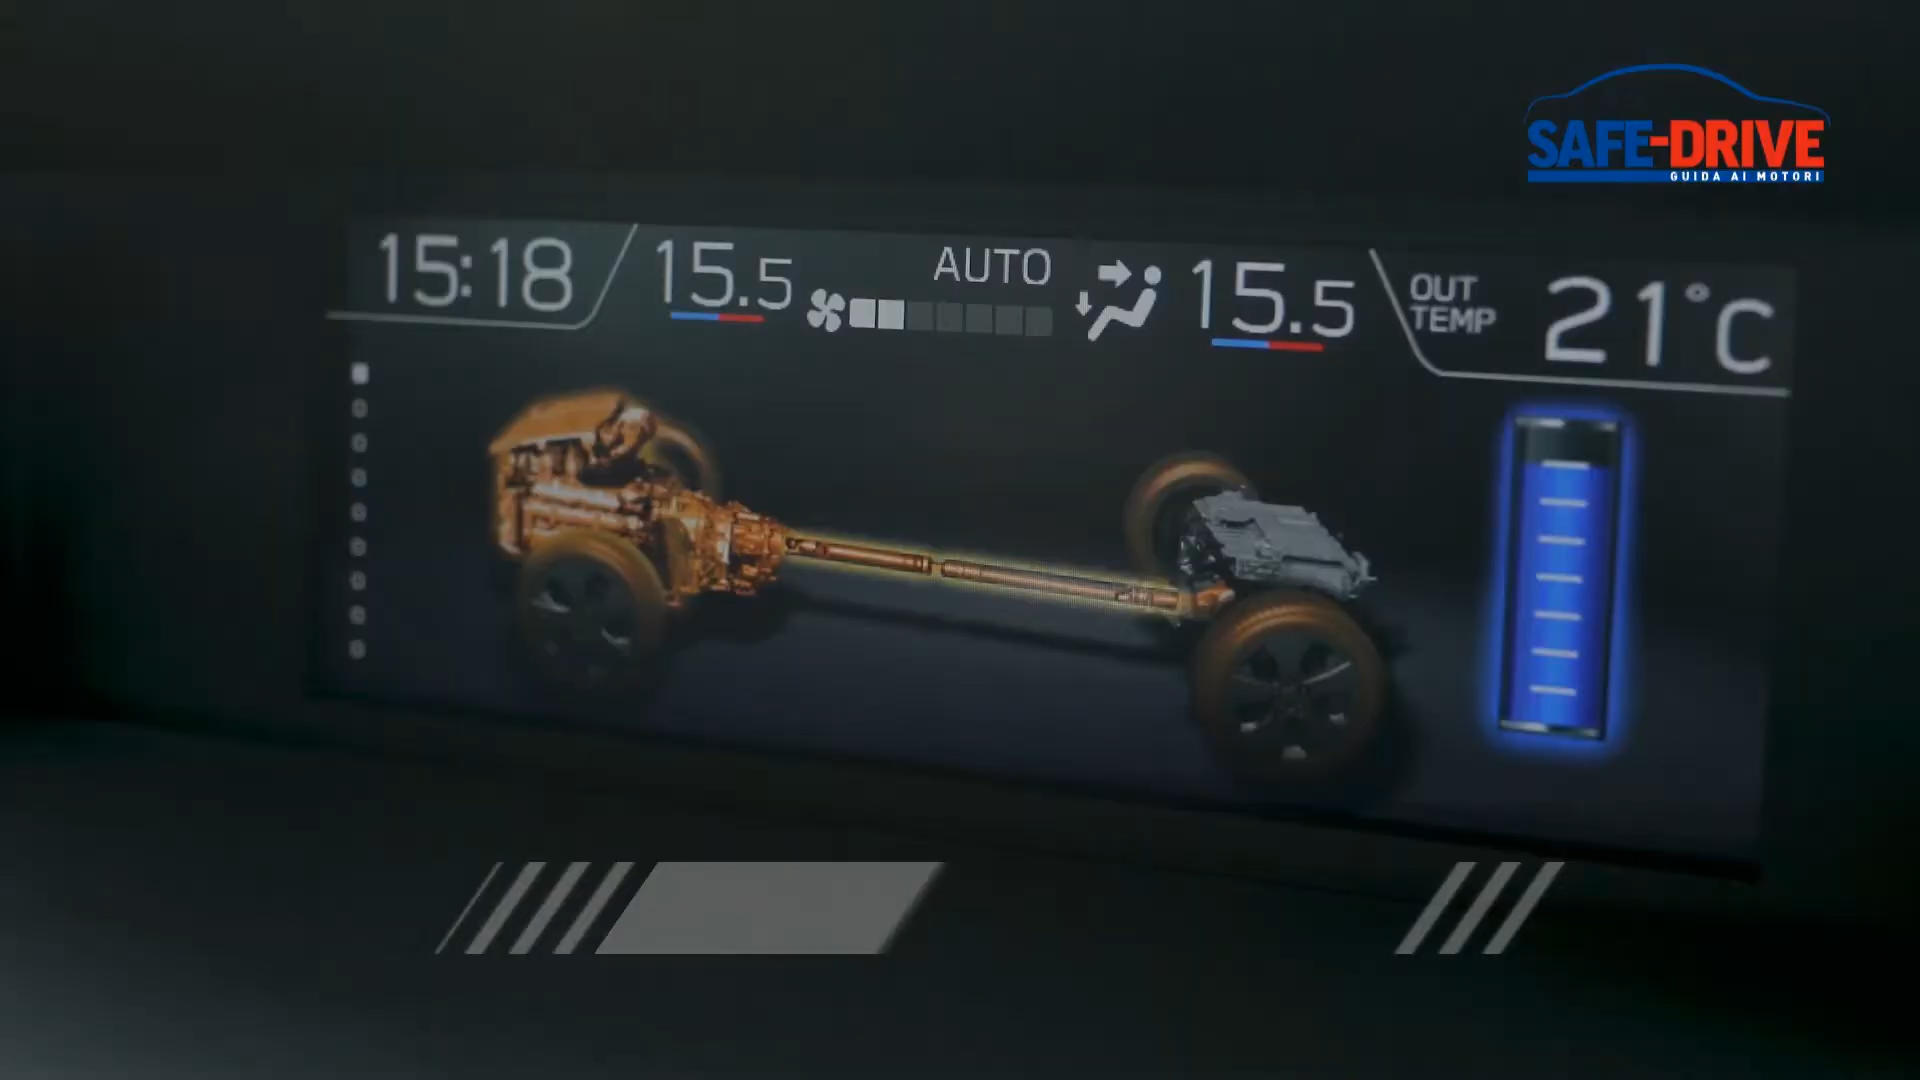 SAFE-DRIVE
GUIDA AI MOTORI
15:18
15.5
AUTO
15.5
OUT
TEMP
21°C